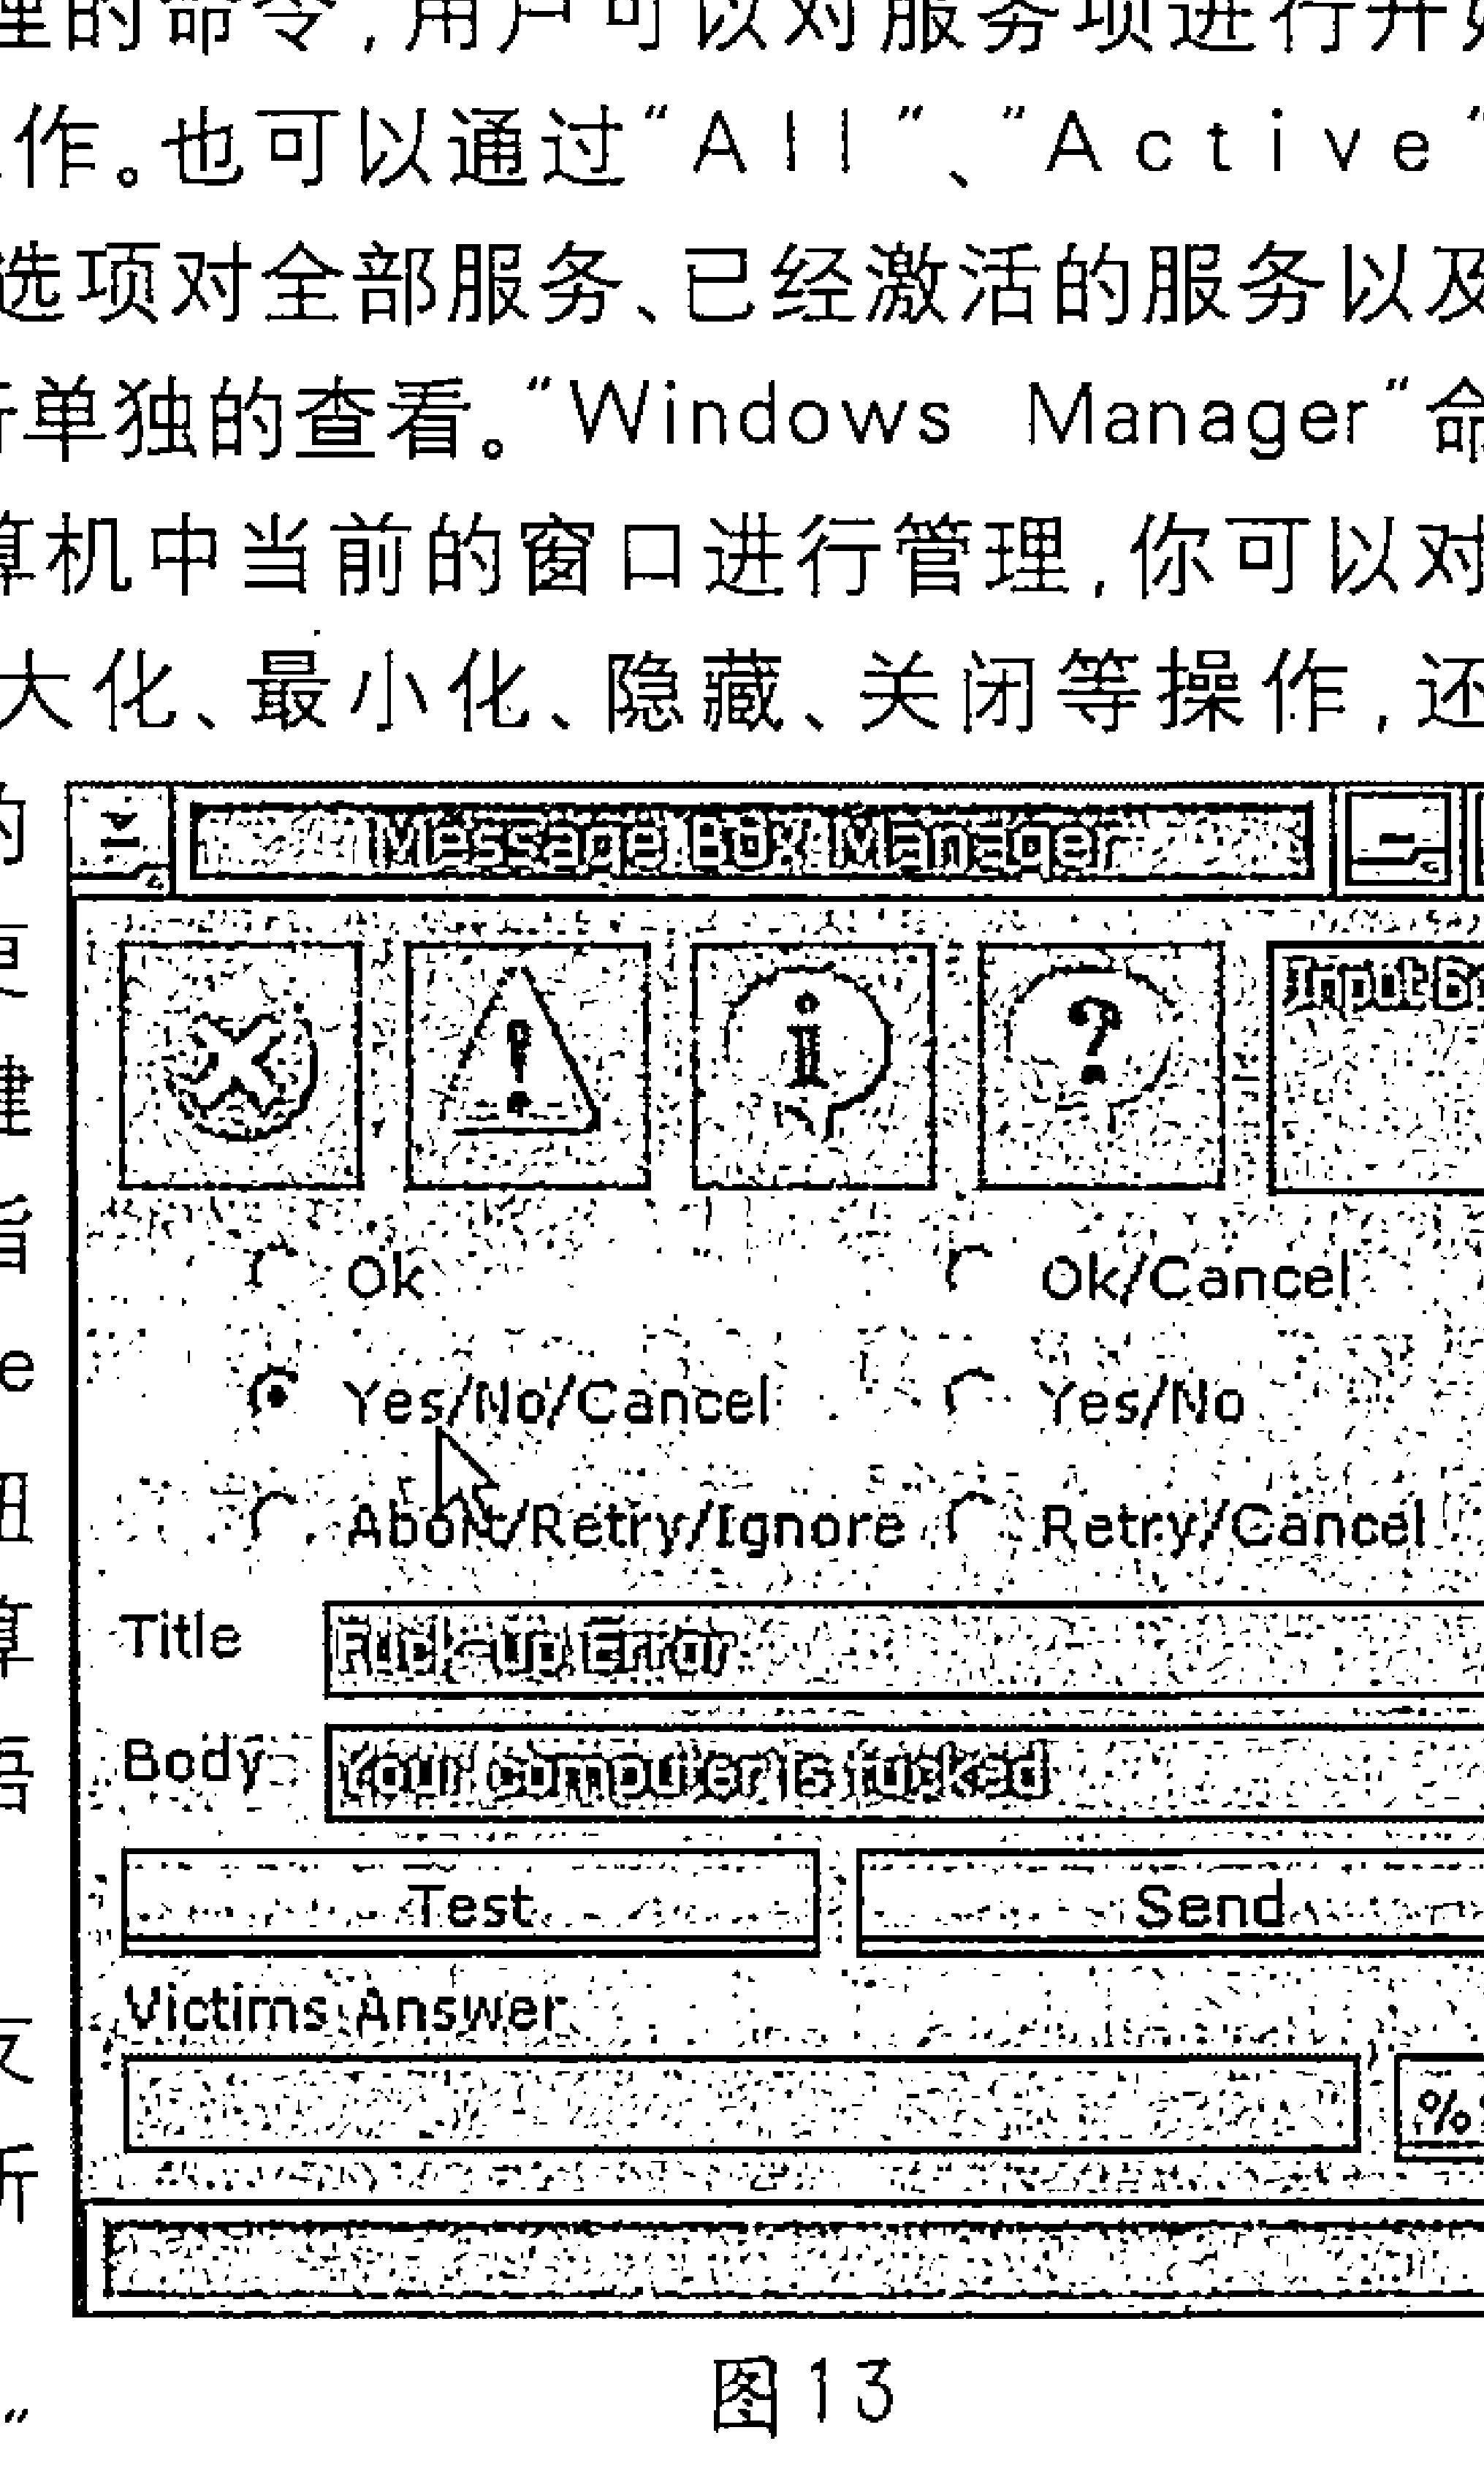 理的命令,用户可以对服务项进行开始
作。也可以通过“All”、“Active”
选项对全部服务、已经激活的服务以及
行单独的查看。“Windows Manager“命
算机中当前的窗口进行管理,你可以对
大化、最小化、隐藏、关闭等操作,还
的
Message Box Manager
键
Ok
Ok/Cancel
e
Yes/No/Cancel
Yes/No
Abort/Retry/Ignore
Retry/Cancel
算
Title
Fuck-up Error
Body
Your computer is fucked
Test
Send
Victims Answer
图13